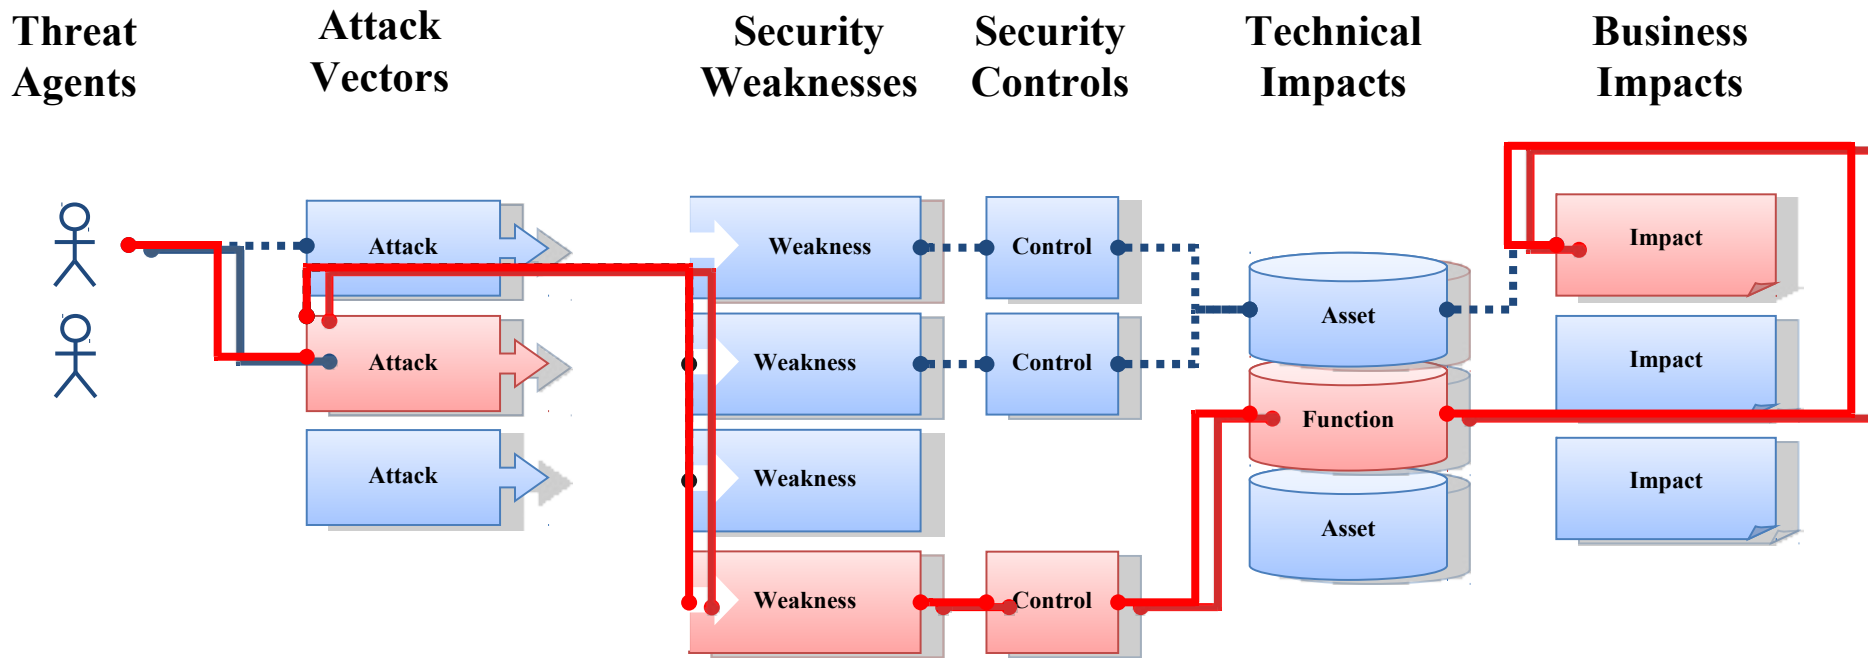 Threat
Agents
Attack
Vectors
Security
Weaknesses
Security
Controls
Technical
Impacts
Business
Impacts
Attack
Weakness
Control
Impact
Asset
Attack
Weakness
Control
Impact
Function
Attack
Weakness
Impact
Asset
Weakness
Control